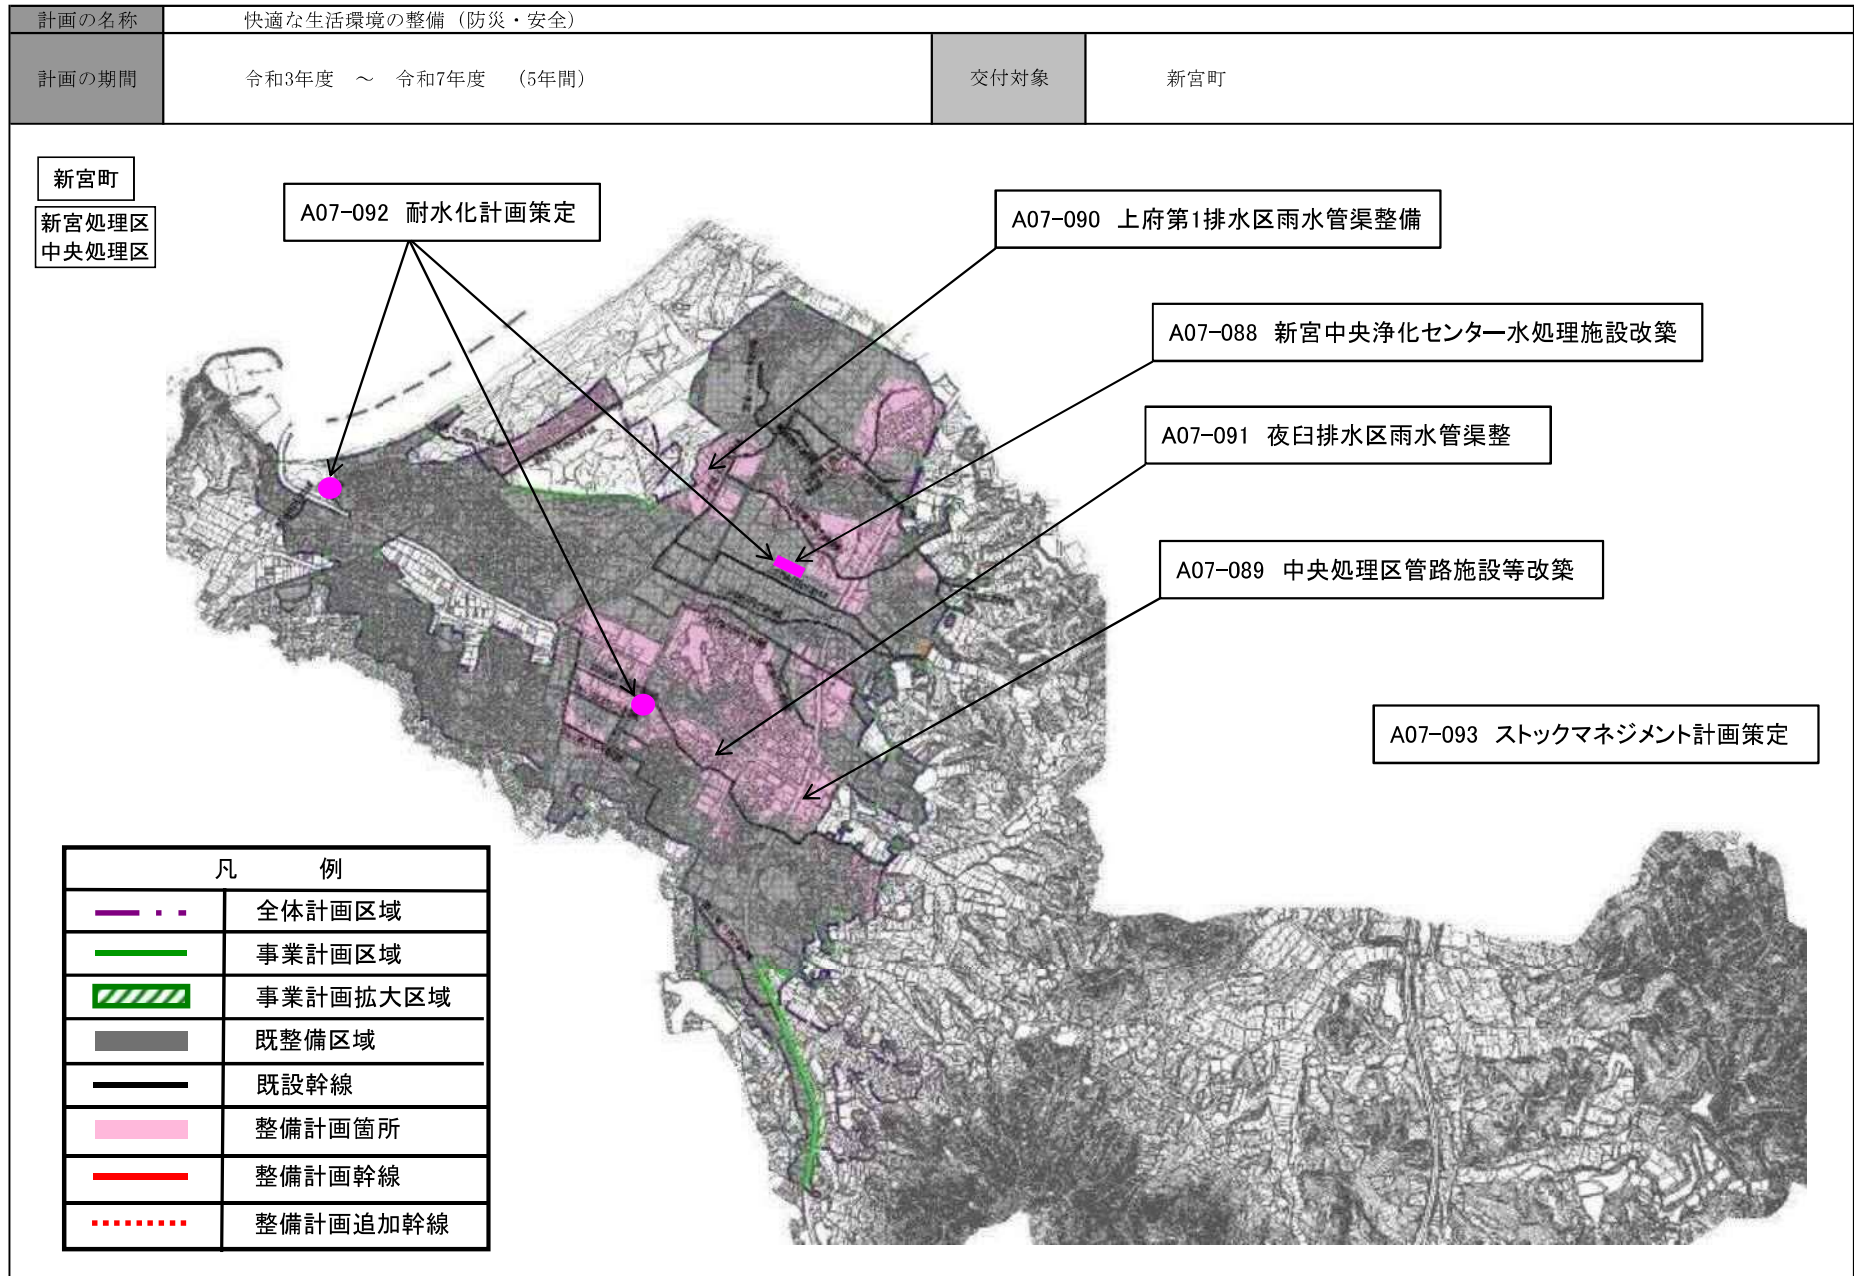 計画の名称 快適な生活環境の整備（防災・安全）
計画の期間 令和3年度 ～ 令和7年度 （5年間） 交付対象 新宮町
新宮町
新宮処理区
中央処理区
A07-092 耐水化計画策定
A07-090 上府第1排水区雨水管渠整備
A07-088 新宮中央浄化センター水処理施設改築
A07-091 夜臼排水区雨水管渠整
A07-089 中央処理区管路施設等改築
A07-093 ストックマネジメント計画策定
凡 例
全体計画区域
事業計画区域
事業計画拡大区域
既整備区域
既設幹線
整備計画箇所
整備計画幹線
整備計画追加幹線